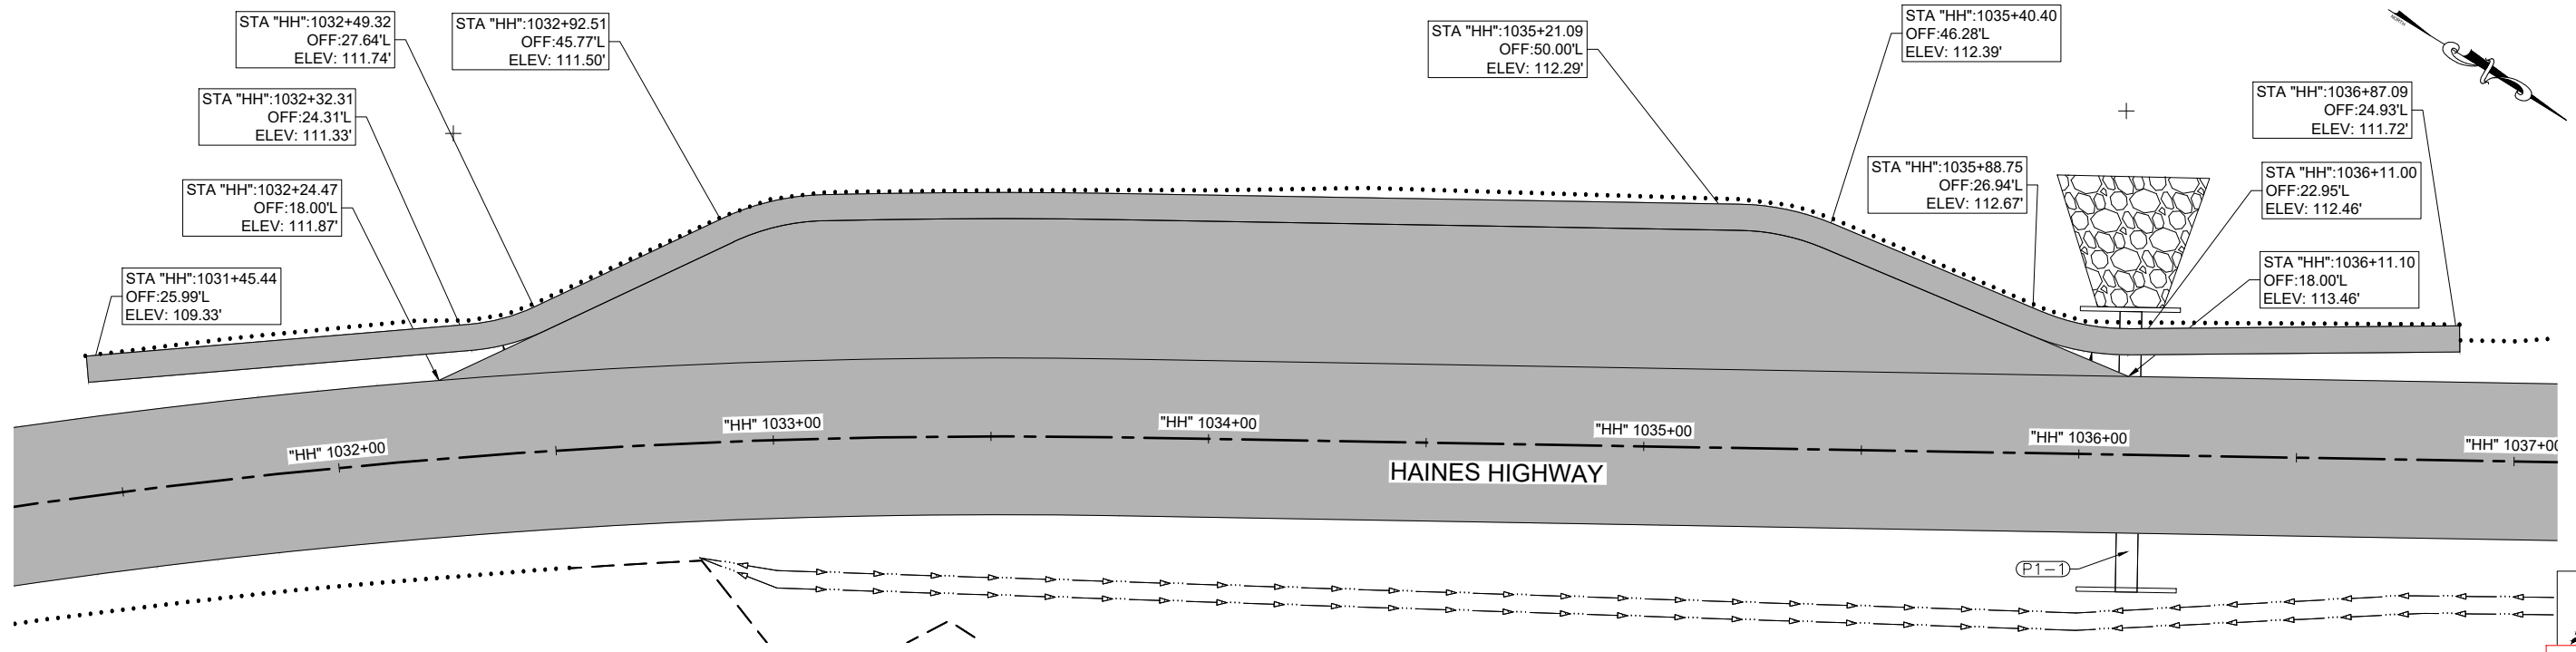 STA "HH":1032+49.32
OFF:27.64'L
ELEV: 111.74'
STA "HH":1032+92.51
OFF:45.77'L
ELEV: 111.50'
STA "HH":1035+21.09
OFF:50.00'L
ELEV: 112.29'
STA "HH":1035+40.40
OFF:46.28'L
ELEV: 112.39'
NORTH
STA "HH":1032+32.31
OFF:24.31'L
ELEV: 111.33'
STA "HH":1036+87.09
OFF:24.93'L
ELEV: 111.72'
STA "HH":1032+24.47
OFF:18.00'L
ELEV: 111.87'
STA "HH":1035+88.75
OFF:26.94'L
ELEV: 112.67'
STA "HH":1036+11.00
OFF:22.95'L
ELEV: 112.46'
STA "HH":1031+45.44
OFF:25.99'L
ELEV: 109.33'
STA "HH":1036+11.10
OFF:18.00'L
ELEV: 113.46'
"HH" 1032+00
"HH" 1033+00
"HH" 1034+00
"HH" 1035+00
"HH" 1036+00
"HH" 1037+00
HAINES HIGHWAY
P1-1